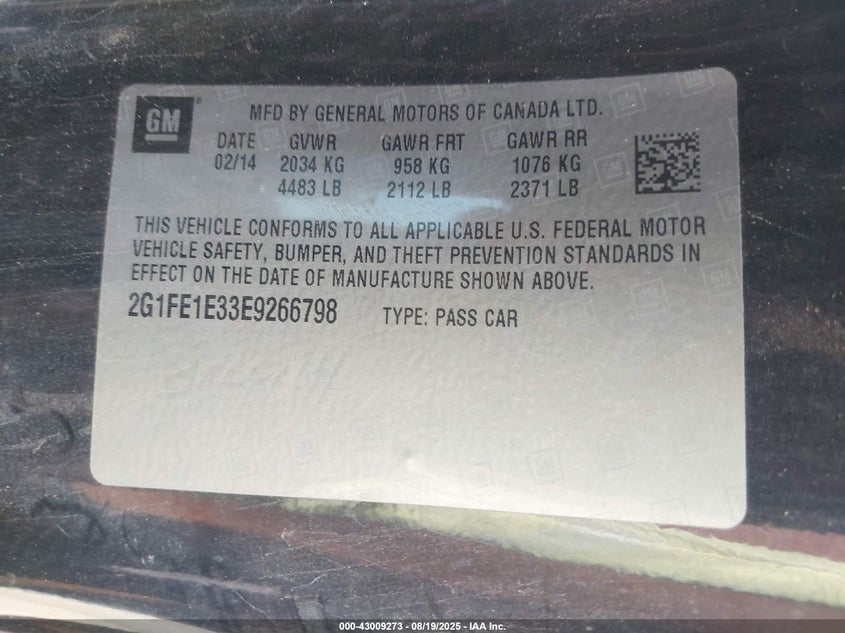 GM
MFD BY GENERAL MOTORS OF CANADA LTD.
DATE GVWR GAWR FRT GAWR RR
02/14 2034 KG 958 KG 1076 KG
4483 LB 2112 LB 2371 LB
THIS VEHICLE CONFORMS TO ALL APPLICABLE U.S. FEDERAL MOTOR
VEHICLE SAFETY, BUMPER, AND THEFT PREVENTION STANDARDS IN
EFFECT ON THE DATE OF MANUFACTURE SHOWN ABOVE.
2G1FE1E33E9266798 TYPE: PASS CAR
000-43009273 - 08/19/2025 - IAA Inc.